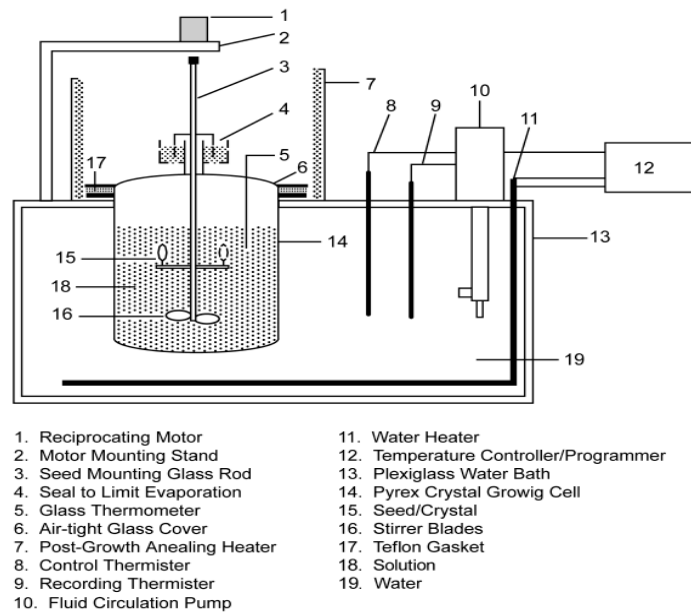 1
2
3
4
5
6
7
8
9
10
11
12
13
14
15
16
17
18
19
1. Reciprocating Motor
2. Motor Mounting Stand
3. Seed Mounting Glass Rod
4. Seal to Limit Evaporation
5. Glass Thermometer
6. Air-tight Glass Cover
7. Post-Growth Anealing Heater
8. Control Thermister
9. Recording Thermister
10. Fluid Circulation Pump
11. Water Heater
12. Temperature Controller/Programmer
13. Plexiglass Water Bath
14. Pyrex Crystal Growig Cell
15. Seed/Crystal
16. Stirrer Blades
17. Teflon Gasket
18. Solution
19. Water